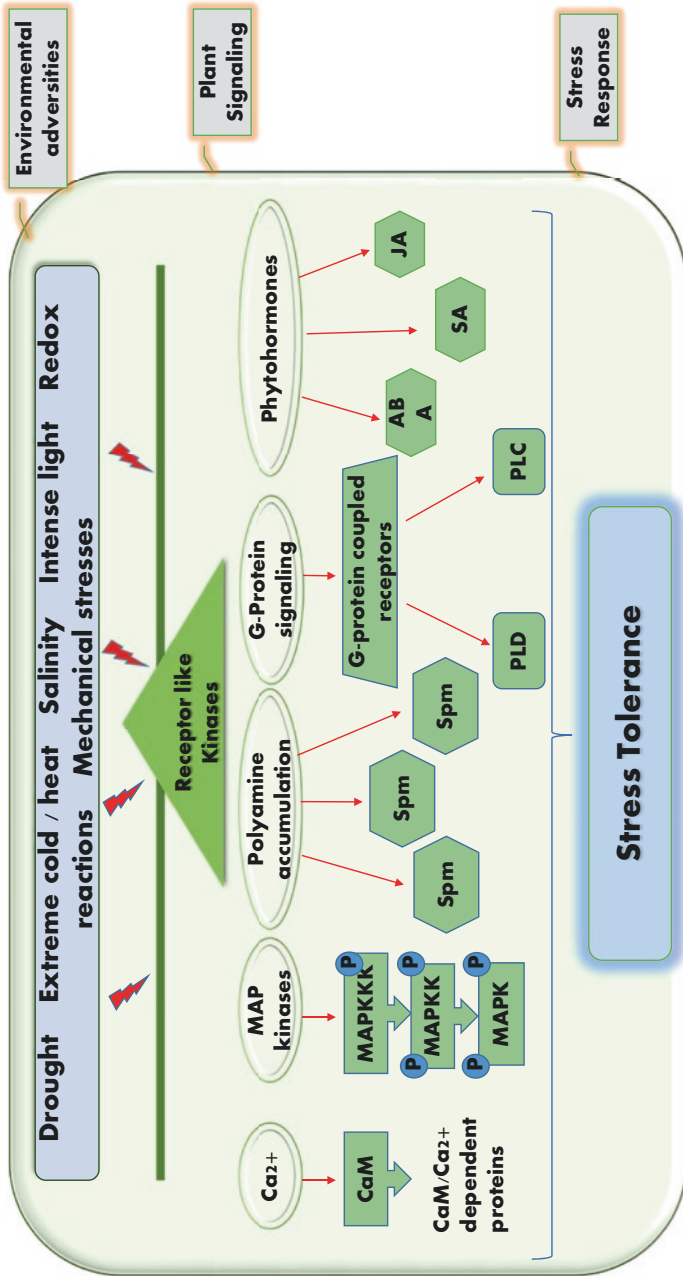 Environmental
adversities
Drought Extreme cold / heat Salinity Intense light Redox
reactions Mechanical stresses
Plant
Signaling
Receptor like
Kinases
Ca2+
MAP
kinases
Polyamine
accumulation
G-Protein
signaling
Phytohormones
CaM
CaM/Ca2+
dependent
proteins
MAPKKK
P
MAPKK
P
P
MAPK
P
P
Spm
Spm
Spm
G-protein coupled
receptors
PLD
PLC
AB
A
SA
JA
Stress
Response
Stress Tolerance